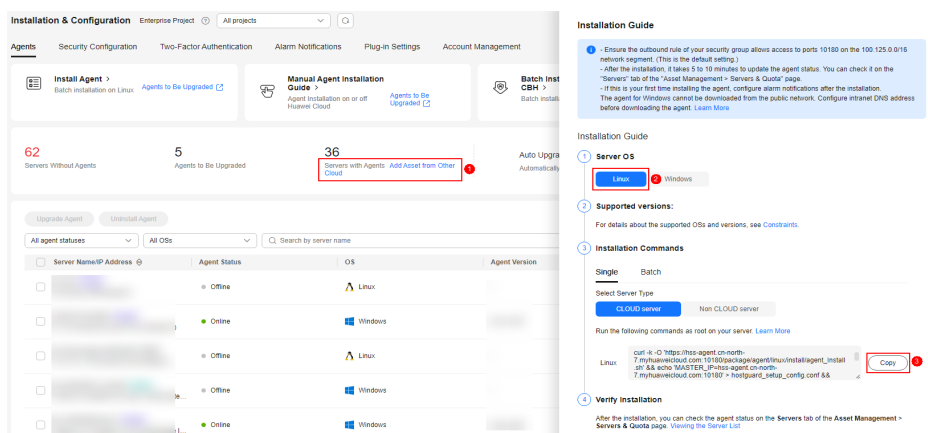 Installation & Configuration Enterprise Project ? All projects
Agents Security Configuration Two-Factor Authentication Alarm Notifications Plug-in Settings Account Management
Install Agent >
Batch installation on Linux Agents to Be Upgraded
Manual Agent Installation
Guide >
Agent Installation on or off
Huawei Cloud
Agents to Be
Upgraded
Batch Inst
CBH >
Batch install
62
Servers Without Agents
5
Agents to Be Upgraded
36
Servers with Agents Add Asset from Other
Cloud
1
Auto Upgra
Automatically
Upgrade Agent Uninstall Agent
All agent statuses All OSs Search by server name
Server Name/IP Address Agent Status OS Agent Version
Offline Linux
Online Windows
Offline Linux
Offline Windows
Online Windows
Installation Guide
- Ensure the outbound rule of your security group allows access to ports 10180 on the 100.125.0.0/16
network segment. (This is the default setting.)
- After the installation, it takes 5 to 10 minutes to update the agent status. You can check it on the
"Servers" tab of the "Asset Management > Servers & Quota" page.
- If this is your first time installing the agent, configure alarm notifications after the installation.
The agent for Windows cannot be downloaded from the public network. Configure intranet DNS address
before downloading the agent. Learn More
Installation Guide
1 Server OS
Linux 2 Windows
2 Supported versions:
For details about the supported OSs and versions, see Constraints.
3 Installation Commands
Single Batch
Select Server Type
CLOUD server Non CLOUD server
Run the following commands as root on your server. Learn More
Linux
curl -k -O 'https://hss-agent.cn-north-
7.myhuaweicloud.com:10180/package/agent/linux/install/agent_Install
.sh' && echo 'MASTER_IP=hss-agent.cn-north-
7.myhuaweicloud.com:10180' > hostguard_setup_config.conf &&
Copy 3
4 Verify Installation
After the installation, you can check the agent status on the Servers tab of the Asset Management >
Servers & Quota page. Viewing the Server List